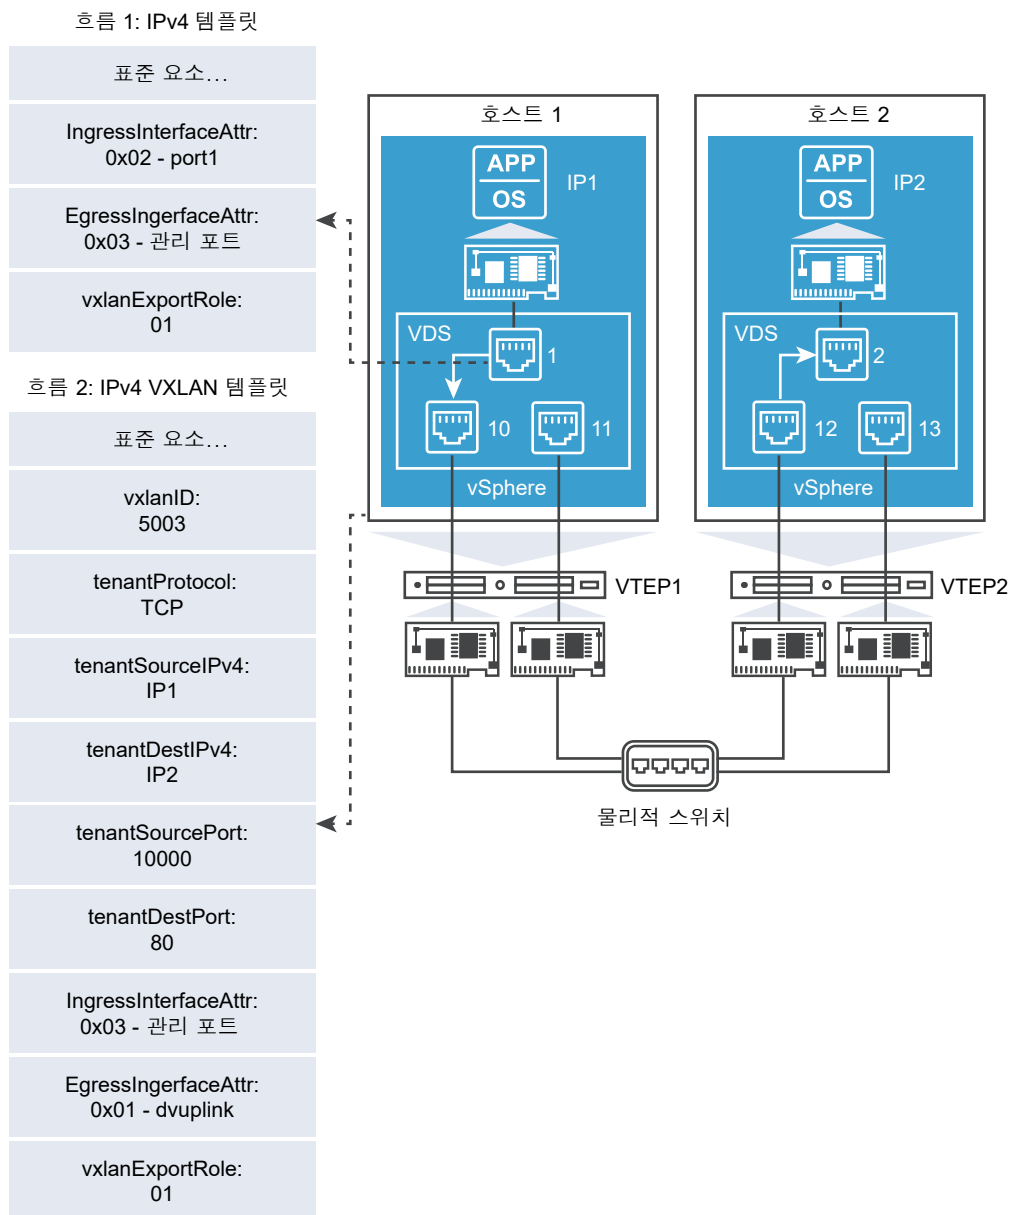 흐름 1: IPv4 템플릿
표준 요소…
IngressInterfaceAttr:
0x02 - port1
EgressIngerfaceAttr:
0x03 - 관리 포트
vxlanExportRole:
01
흐름 2: IPv4 VXLAN 템플릿
표준 요소…
vxlanID:
5003
tenantProtocol:
TCP
tenantSourceIPv4:
IP1
tenantDestIPv4:
IP2
tenantSourcePort:
10000
tenantDestPort:
80
IngressInterfaceAttr:
0x03 - 관리 포트
EgressIngerfaceAttr:
0x01 - dvuplink
vxlanExportRole:
01
호스트 1
APP
OS
IP1
VDS
1
10
11
vSphere
VTEP1
호스트 2
APP
OS
IP2
VDS
2
12
13
vSphere
VTEP2
물리적 스위치